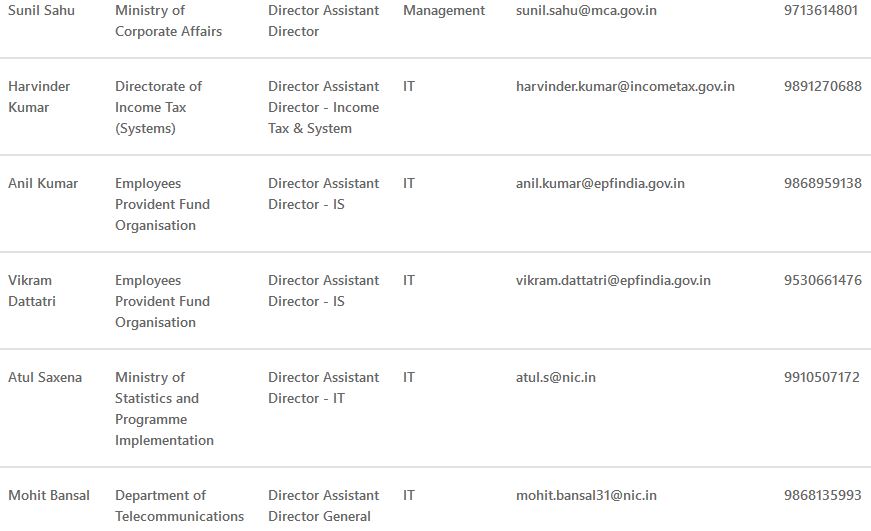 Sunil Sahu Ministry of Director Assistant Management sunil.sahu@mca.gov.in 9713614801
Corporate Affairs Director
Harvinder Directorate of Director Assistant IT harvinder.kumar@incometax.gov.in 9891270688
Kumar Income Tax Director - Income
(Systems) Tax & System
Anil Kumar Employees Director Assistant IT anil.kumar@epfindia.gov.in 9868959138
Provident Fund Director - IS
Organisation
Vikram Employees Director Assistant IT vikram.dattatri@epfindia.gov.in 9530661476
Dattatri Provident Fund Director - IS
Organisation
Atul Saxena Ministry of Director Assistant IT atul.s@nic.in 9910507172
Statistics and Director - IT
Programme
Implementation
Mohit Bansal Department of Director Assistant IT mohit.bansal31@nic.in 9868135993
Telecommunications Director General